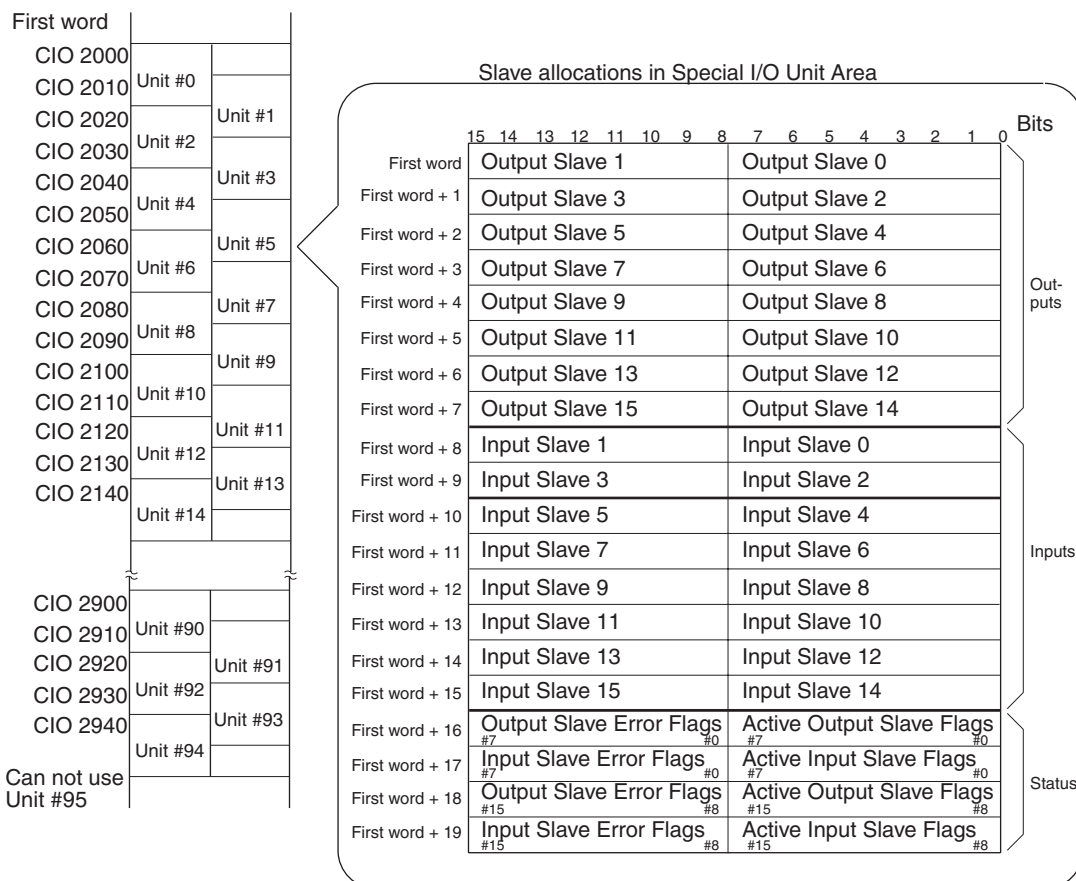 First word
CIO 2000
CIO 2010
CIO 2020
CIO 2030
CIO 2040
CIO 2050
CIO 2060
CIO 2070
CIO 2080
CIO 2090
CIO 2100
CIO 2110
CIO 2120
CIO 2130
CIO 2140
CIO 2900
CIO 2910
CIO 2920
CIO 2930
CIO 2940
Can not use
Unit #95
Unit #0
Unit #2
Unit #4
Unit #6
Unit #8
Unit #10
Unit #12
Unit #14
Unit #90
Unit #92
Unit #94
Unit #1
Unit #3
Unit #5
Unit #7
Unit #9
Unit #11
Unit #13
Unit #91
Unit #93
Slave allocations in Special I/O Unit Area
15 14 13 12 11 10 9 8 7 6 5 4 3 2 1 0 Bits
First word Output Slave 1 Output Slave 0
First word + 1 Output Slave 3 Output Slave 2
First word + 2 Output Slave 5 Output Slave 4
First word + 3 Output Slave 7 Output Slave 6
First word + 4 Output Slave 9 Output Slave 8
First word + 5 Output Slave 11 Output Slave 10
First word + 6 Output Slave 13 Output Slave 12
First word + 7 Output Slave 15 Output Slave 14
Out-
puts
First word + 8 Input Slave 1 Input Slave 0
First word + 9 Input Slave 3 Input Slave 2
First word + 10 Input Slave 5 Input Slave 4
First word + 11 Input Slave 7 Input Slave 6
First word + 12 Input Slave 9 Input Slave 8
First word + 13 Input Slave 11 Input Slave 10
First word + 14 Input Slave 13 Input Slave 12
First word + 15 Input Slave 15 Input Slave 14
Inputs
First word + 16 Output Slave Error Flags Active Output Slave Flags
#7 #0 #7 #0
First word + 17 Input Slave Error Flags Active Input Slave Flags
#7 #0 #7 #0
First word + 18 Output Slave Error Flags Active Output Slave Flags
#15 #8 #15 #8
First word + 19 Input Slave Error Flags Active Input Slave Flags
#15 #8 #15 #8
Status